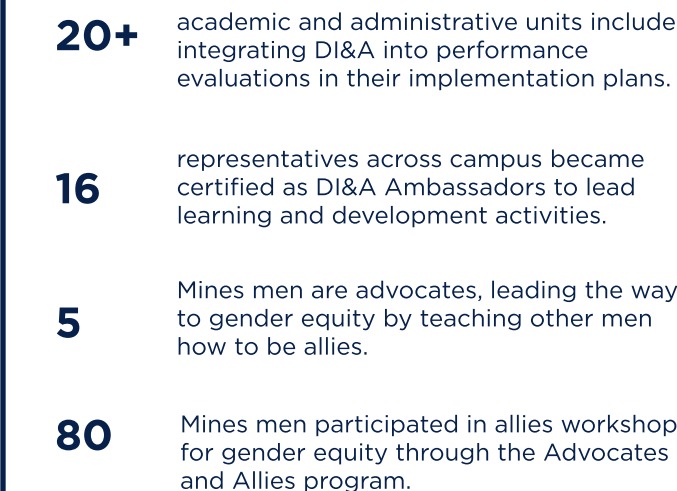 20+
academic and administrative units include
integrating DI&A into performance
evaluations in their implementation plans.
16
representatives across campus became
certified as DI&A Ambassadors to lead
learning and development activities.
5
Mines men are advocates, leading the way
to gender equity by teaching other men
how to be allies.
80
Mines men participated in allies workshop
for gender equity through the Advocates
and Allies program.